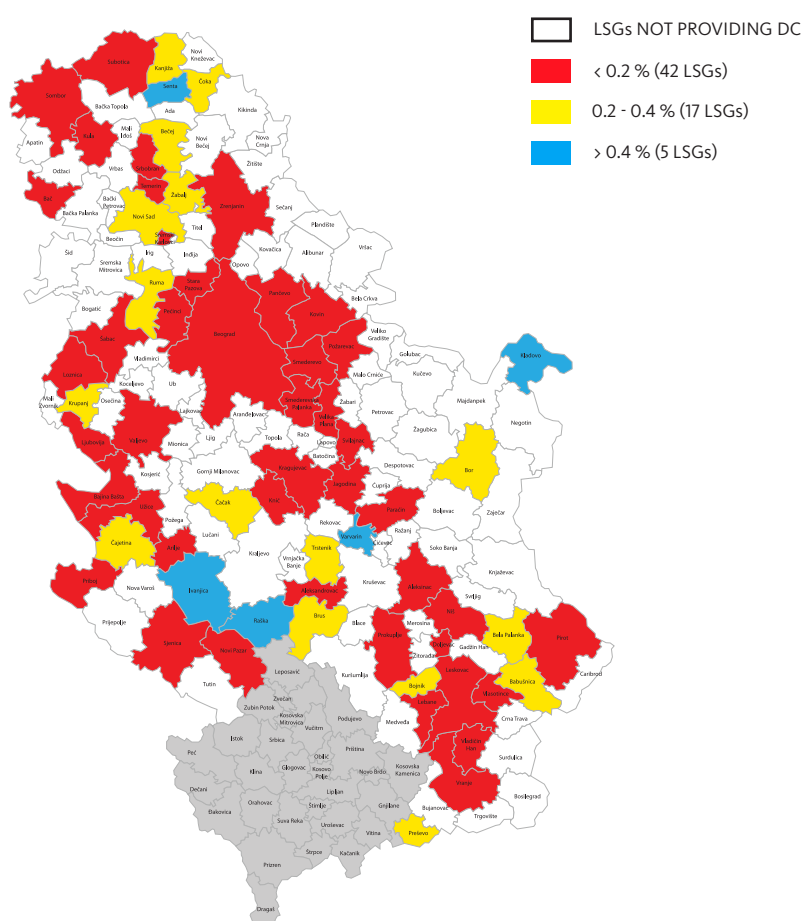 LSGs NOT PROVIDING DC
< 0.2 % (42 LSGs)
0.2 - 0.4 % (17 LSGs)
> 0.4 % (5 LSGs)
Subotica
Kanjiža
Novi
Kneževac
Senta
Čoka
Sombor
Bačka Topola
Ada
Kikinda
Apatin
Kula
Mali
Iđoš
Bečej
Novi
Bečej
Nova
Crnja
Odžaci
Vrbas
Srbobran
Žitište
Bač
Bački
Petrovac
Temerin
Žabalj
Zrenjanin
Sečanj
Bačka Palanka
Novi Sad
Titel
Plandište
Beočin
Sremski
Karlovci
Šid
Sremska
Mitrovica
Irig
Inđija
Opovo
Kovačica
Alibunar
Vršac
Ruma
Stara
Pazova
Pančevo
Bela Crkva
Bogatić
Pećinci
Beograd
Kovin
Šabac
Požarevac
Veliko
Gradište
Vladimirci
Smederevo
Golubac
Kladovo
Loznica
Koceljevo
Ub
Malo Crniće
Kučevo
Mali
Zvornik
Krupanj
Osečina
Lajkovac
Smederevska
Palanka
Žabari
Majdanpek
Aranđelovac
Velika
Plana
Petrovac
Negotin
Ljubovija
Valjevo
Mionica
Ljig
Topola
Rača
Lapovo
Svilajnac
Žagubica
Batočina
Kosjerić
Gornji Milanovac
Kragujevac
Despotovac
Bor
Bajina Bašta
Užice
Čačak
Knić
Jagodina
Ćuprija
Požega
Lučani
Paraćin
Boljevac
Zaječar
Čajetina
Arilje
Kraljevo
Rekovac
Varvarin
Ćićevac
Ražanj
Vrnjačka
Banja
Trstenik
Soko Banja
Priboj
Nova Varoš
Ivanjica
Kruševac
Aleksinac
Knjaževac
Aleksandrovac
Svrljig
Prijepolje
Raška
Brus
Blace
Merosina
Niš
Sjenica
Novi Pazar
Prokuplje
Doljevac
Gadžin Han
Bela Palanka
Pirot
Žitorađa
Tutin
Leposavić
Kuršumlija
Bojnik
Leskovac
Babušnica
Caribrod
Zvečan
Zubin Potok
Kosovska
Mitrovica
Vučitrn
Podujevo
Medveđa
Lebane
Vlasotince
Crna Trava
Istok
Srbica
Priština
Vladičin
Han
Surdulica
Peć
Obilić
Kosovo
Polje
Klina
Glogovac
Novo Brdo
Kosovska
Kamenica
Vranje
Dečani
Lipljan
Bosilegrad
Đakovica
Orahovac
Štimlje
Gnjilane
Bujanovac
Trgovište
Suva Reka
Uroševac
Vitina
Preševo
Štrpce
Kačanik
Prizren
Dragaš